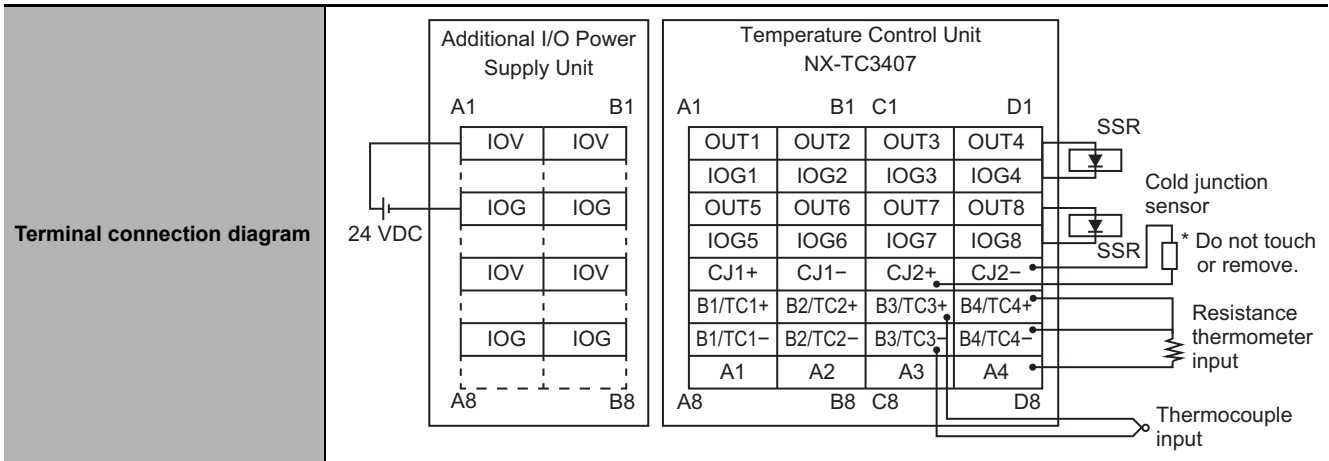 Terminal connection diagram
Additional I/O Power
Supply Unit
A1 B1
IOV IOV
IOG IOG
24 VDC
IOV IOV
IOG IOG
A8 B8
Temperature Control Unit
NX-TC3407
A1 B1 C1 D1
OUT1 OUT2 OUT3 OUT4
IOG1 IOG2 IOG3 IOG4
OUT5 OUT6 OUT7 OUT8
IOG5 IOG6 IOG7 IOG8
CJ1+ CJ1− CJ2+ CJ2−
B1/TC1+ B2/TC2+ B3/TC3+ B4/TC4+
B1/TC1− B2/TC2− B3/TC3− B4/TC4−
A1 A2 A3 A4
A8 B8 C8 D8
SSR
SSR
Cold junction
sensor
* Do not touch
or remove.
Resistance
thermometer
input
Thermocouple
input